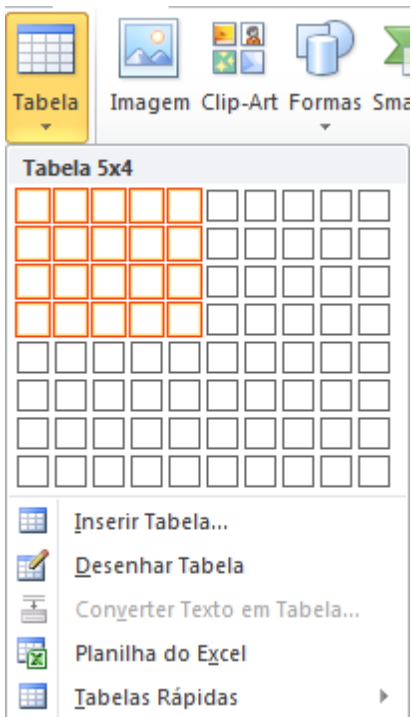 Tabela Imagem Clip-Art Formas
Tabela 5x4
Inserir Tabela...
Desenhar Tabela
Converter Texto em Tabela...
Planilha do Excel
Tabelas Rápidas